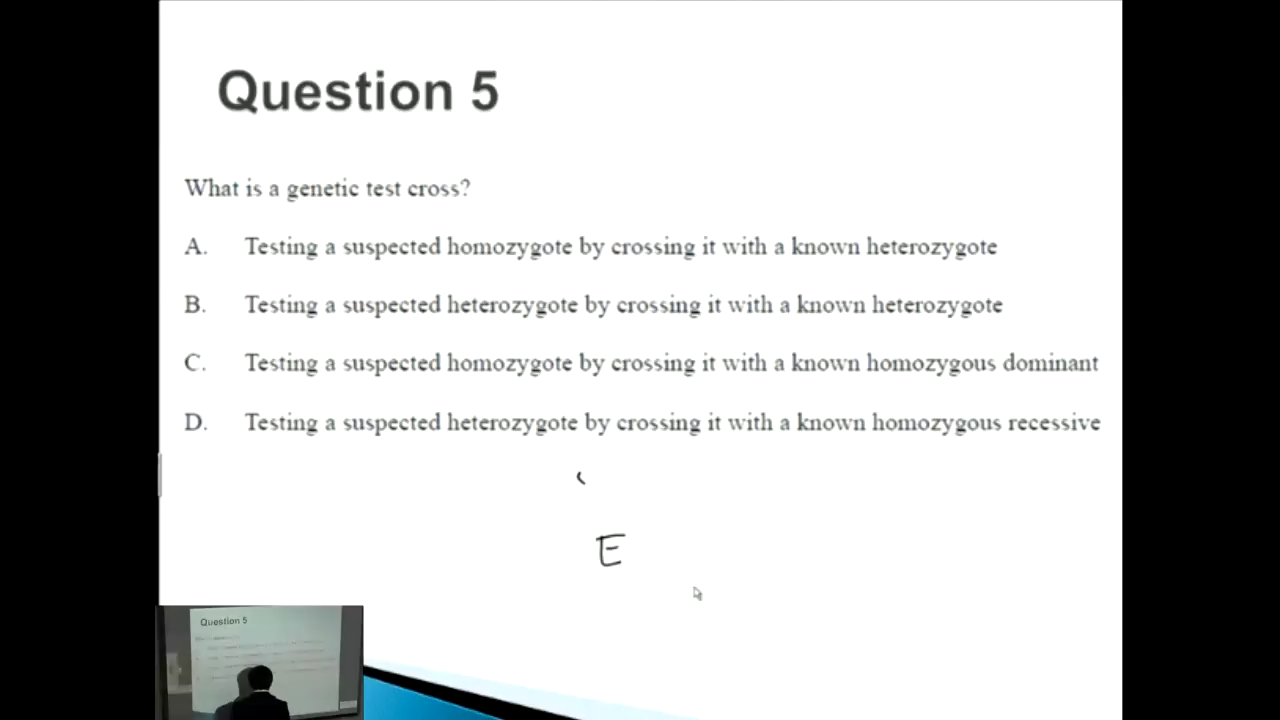 Question 5
What is a genetic test cross?
A. Testing a suspected homozygote by crossing it with a known heterozygote
B. Testing a suspected heterozygote by crossing it with a known heterozygote
C. Testing a suspected homozygote by crossing it with a known homozygous dominant
D. Testing a suspected heterozygote by crossing it with a known homozygous recessive
E
Question 5